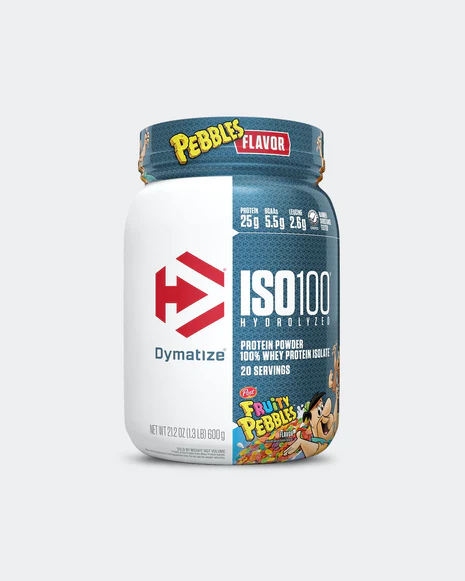 PEBBLES
FLAVOR
PROTEIN BCAAs LEUCINE
25g 5.5g 2.6g
ISO100
HYDROLYZED
PROTEIN POWDER
100% WHEY PROTEIN ISOLATE
20 SERVINGS
Dymatize®
Post
FRUITY
PEBBLES
FLAVOR
NET WT 21.2 OZ (1.3 LB) 600g